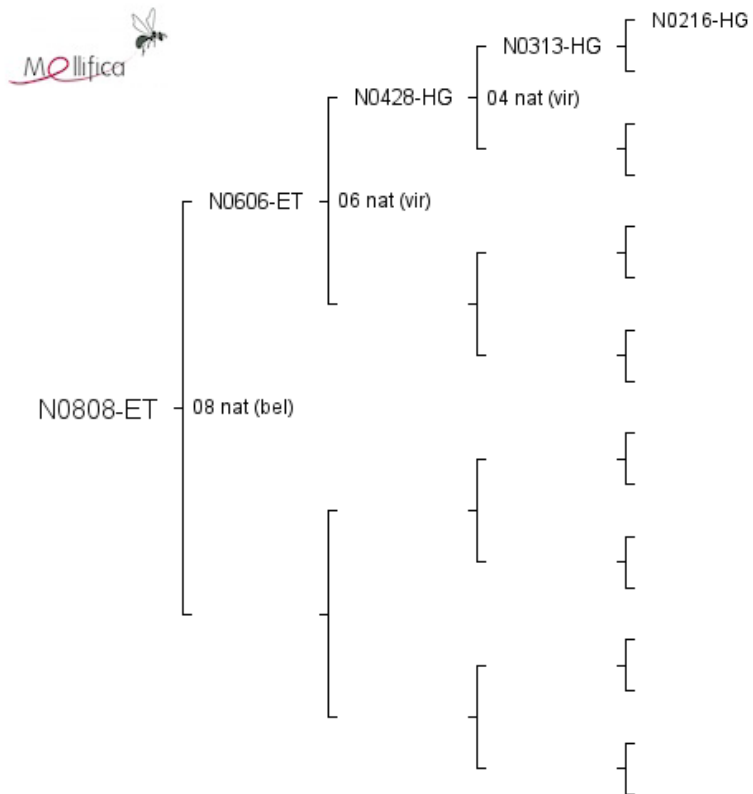 Mellifica
N0216-HG
N0313-HG
N0428-HG
04 nat (vir)
N0606-ET
06 nat (vir)
N0808-ET
08 nat (bel)